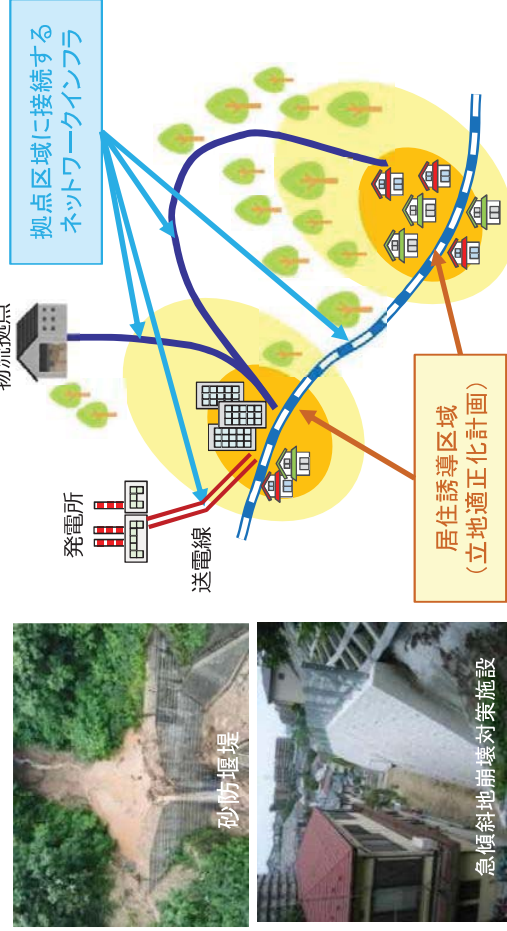 拠点区域に接続する
ネットワークインフラ
物流拠点
発電所
送電線
居住誘導区域
(立地適正化計画)
砂防堰堤
急傾斜地崩壊対策施設